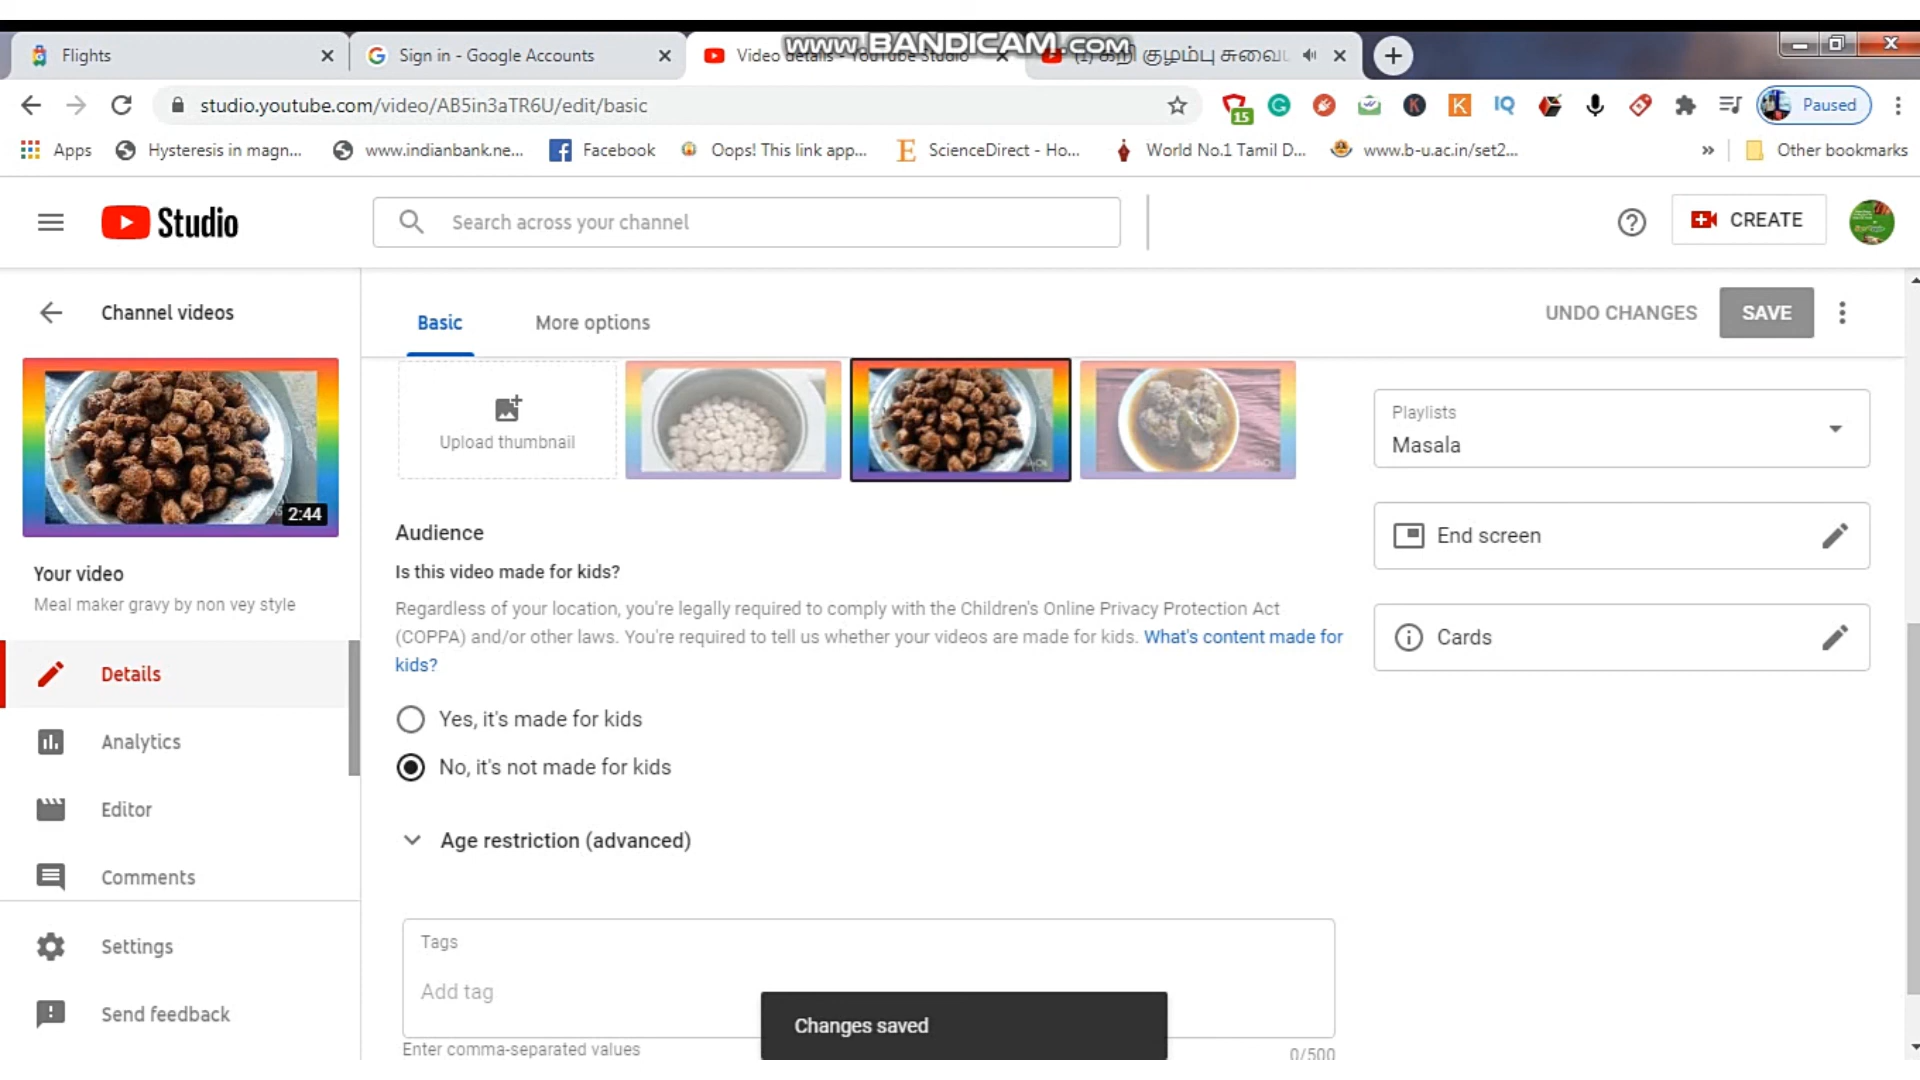 www.BANDICAM.com
Flights
Sign in - Google Accounts
Video details - YouTube Studio
(1) கறி குழம்பு சுவை
studio.youtube.com/video/AB5in3aTR6U/edit/basic
15
K
K
IQ
Paused
Apps
Hysteresis in magn...
www.indianbank.ne...
Facebook
Oops! This link app...
ScienceDirect - Ho...
World No.1 Tamil D...
www.b-u.ac.in/set2...
»
Other bookmarks
Studio
Search across your channel
CREATE
Channel videos
Basic
More options
UNDO CHANGES
SAVE
2:44
Your video
Meal maker gravy by non vey style
Details
Analytics
Editor
Comments
Settings
Send feedback
Upload thumbnail
Audience
Is this video made for kids?
Regardless of your location, you're legally required to comply with the Children's Online Privacy Protection Act
(COPPA) and/or other laws. You're required to tell us whether your videos are made for kids. What's content made for
kids?
Yes, it's made for kids
No, it's not made for kids
Age restriction (advanced)
Tags
Add tag
Enter comma-separated values
0/500
Changes saved
Playlists
Masala
End screen
Cards